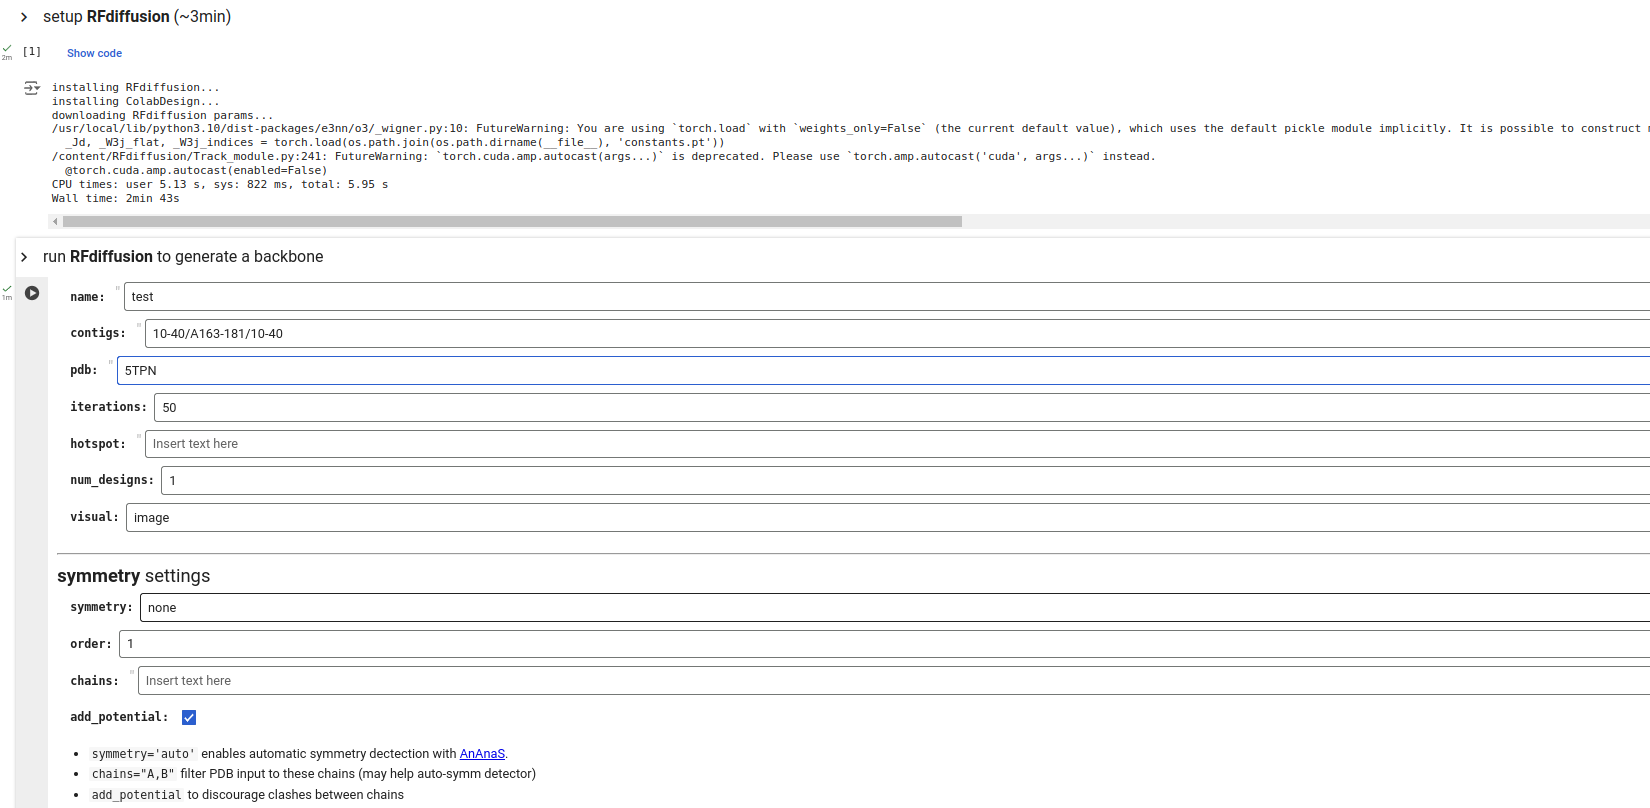 setup RFdiffusion (~3min)
2m
[1] Show code
installing RFdiffusion...
installing ColabDesign...
downloading RFdiffusion params...
/usr/local/lib/python3.10/dist-packages/e3nn/o3/_wigner.py:10: FutureWarning: You are using `torch.load` with `weights_only=False` (the current default value), which uses the default pickle module implicitly. It is possible to construct
_Jd, _W3j_flat, _W3j_indices = torch.load(os.path.join(os.path.dirname(__file__), 'constants.pt'))
/content/RFdiffusion/Track_module.py:241: FutureWarning: `torch.cuda.amp.autocast(args...)` is deprecated. Please use `torch.amp.autocast('cuda', args...)` instead.
@torch.cuda.amp.autocast(enabled=False)
CPU times: user 5.13 s, sys: 822 ms, total: 5.95 s
Wall time: 2min 43s
run RFdiffusion to generate a backbone
1m
name: " test
contigs: " 10-40/A163-181/10-40
pdb: " 5TPN
iterations: 50
hotspot: " Insert text here
num_designs: 1
visual: image
symmetry settings
symmetry: none
order: 1
chains: " Insert text here
add_potential:
• symmetry='auto' enables automatic symmetry dectection with AnAnaS.
• chains="A,B" filter PDB input to these chains (may help auto-symm detector)
• add_potential to discourage clashes between chains